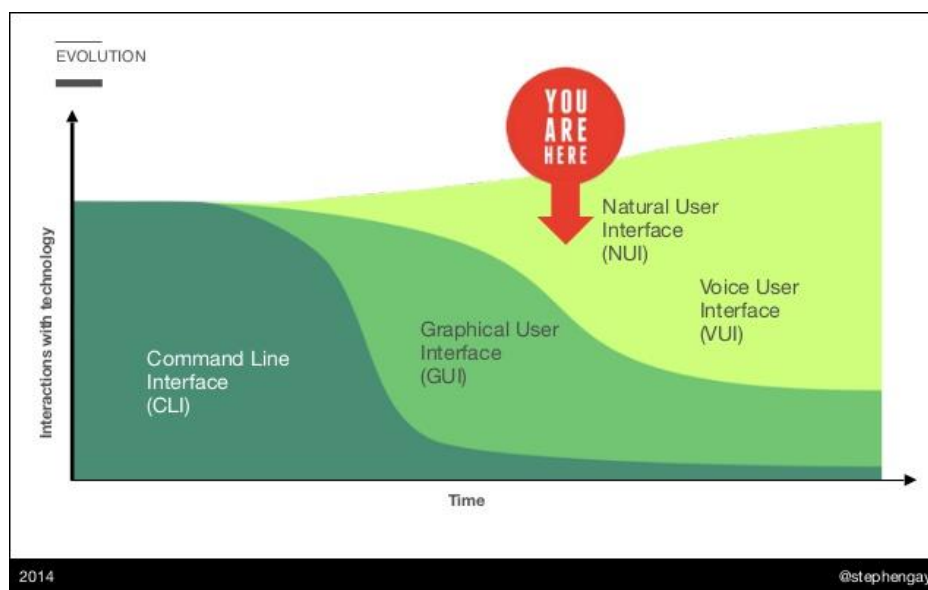 EVOLUTION
YOU
ARE
HERE
Natural User
Interface
(NUI)
Voice User
Interface
(VUI)
Graphical User
Interface
(GUI)
Command Line
Interface
(CLI)
Interactions with technology
Time
2014
@stephengay